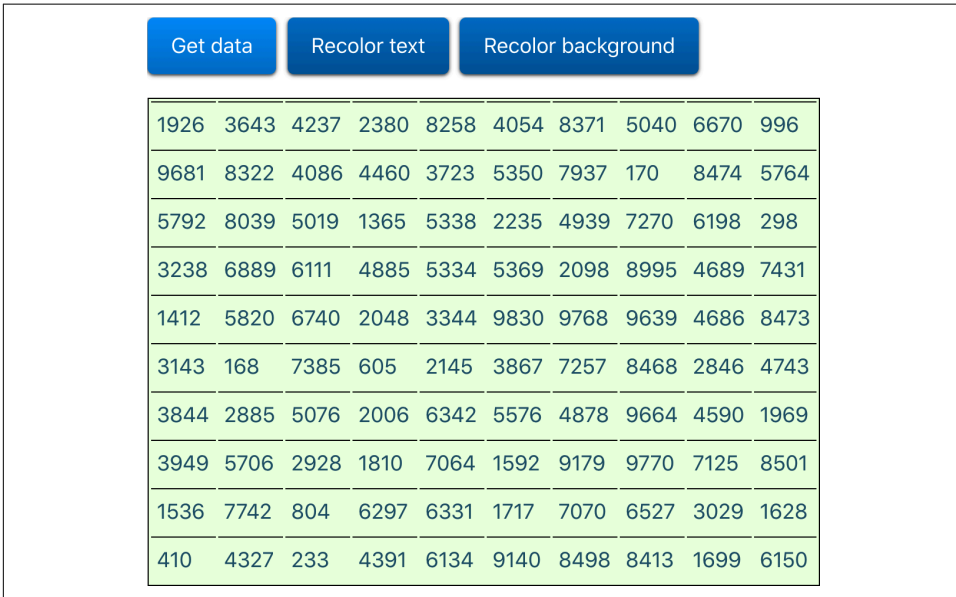 Get data Recolor text Recolor background
1926 3643 4237 2380 8258 4054 8371 5040 6670 996
9681 8322 4086 4460 3723 5350 7937 170 8474 5764
5792 8039 5019 1365 5338 2235 4939 7270 6198 298
3238 6889 6111 4885 5334 5369 2098 8995 4689 7431
1412 5820 6740 2048 3344 9830 9768 9639 4686 8473
3143 168 7385 605 2145 3867 7257 8468 2846 4743
3844 2885 5076 2006 6342 5576 4878 9664 4590 1969
3949 5706 2928 1810 7064 1592 9179 9770 7125 8501
1536 7742 804 6297 6331 1717 7070 6527 3029 1628
410 4327 233 4391 6134 9140 8498 8413 1699 6150